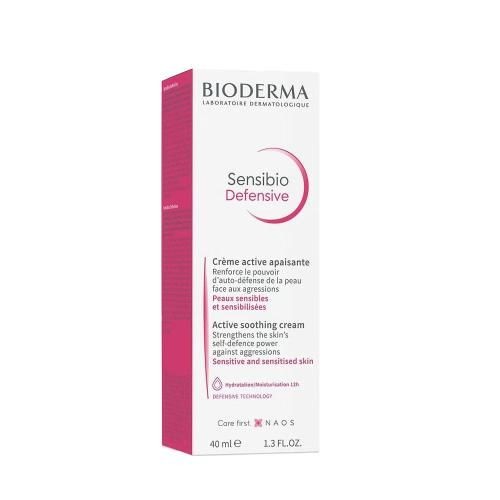 BIODERMA
LABORATOIRE DERMATOLOGIQUE
Sensibio
Defensive
Crème active apaisante
Renforce le pouvoir
d'auto-défense de la peau
face aux agressions
Peaux sensibles
et sensibilisées
Active soothing cream
Strengthens the skin's
self-defence power
against aggressions
Sensitive and sensitised skin
Hydratation/Moisturisation 12h
DEFENSIVE TECHNOLOGY
Care first. NAOS
40 ml e 1.3 FL.OZ.